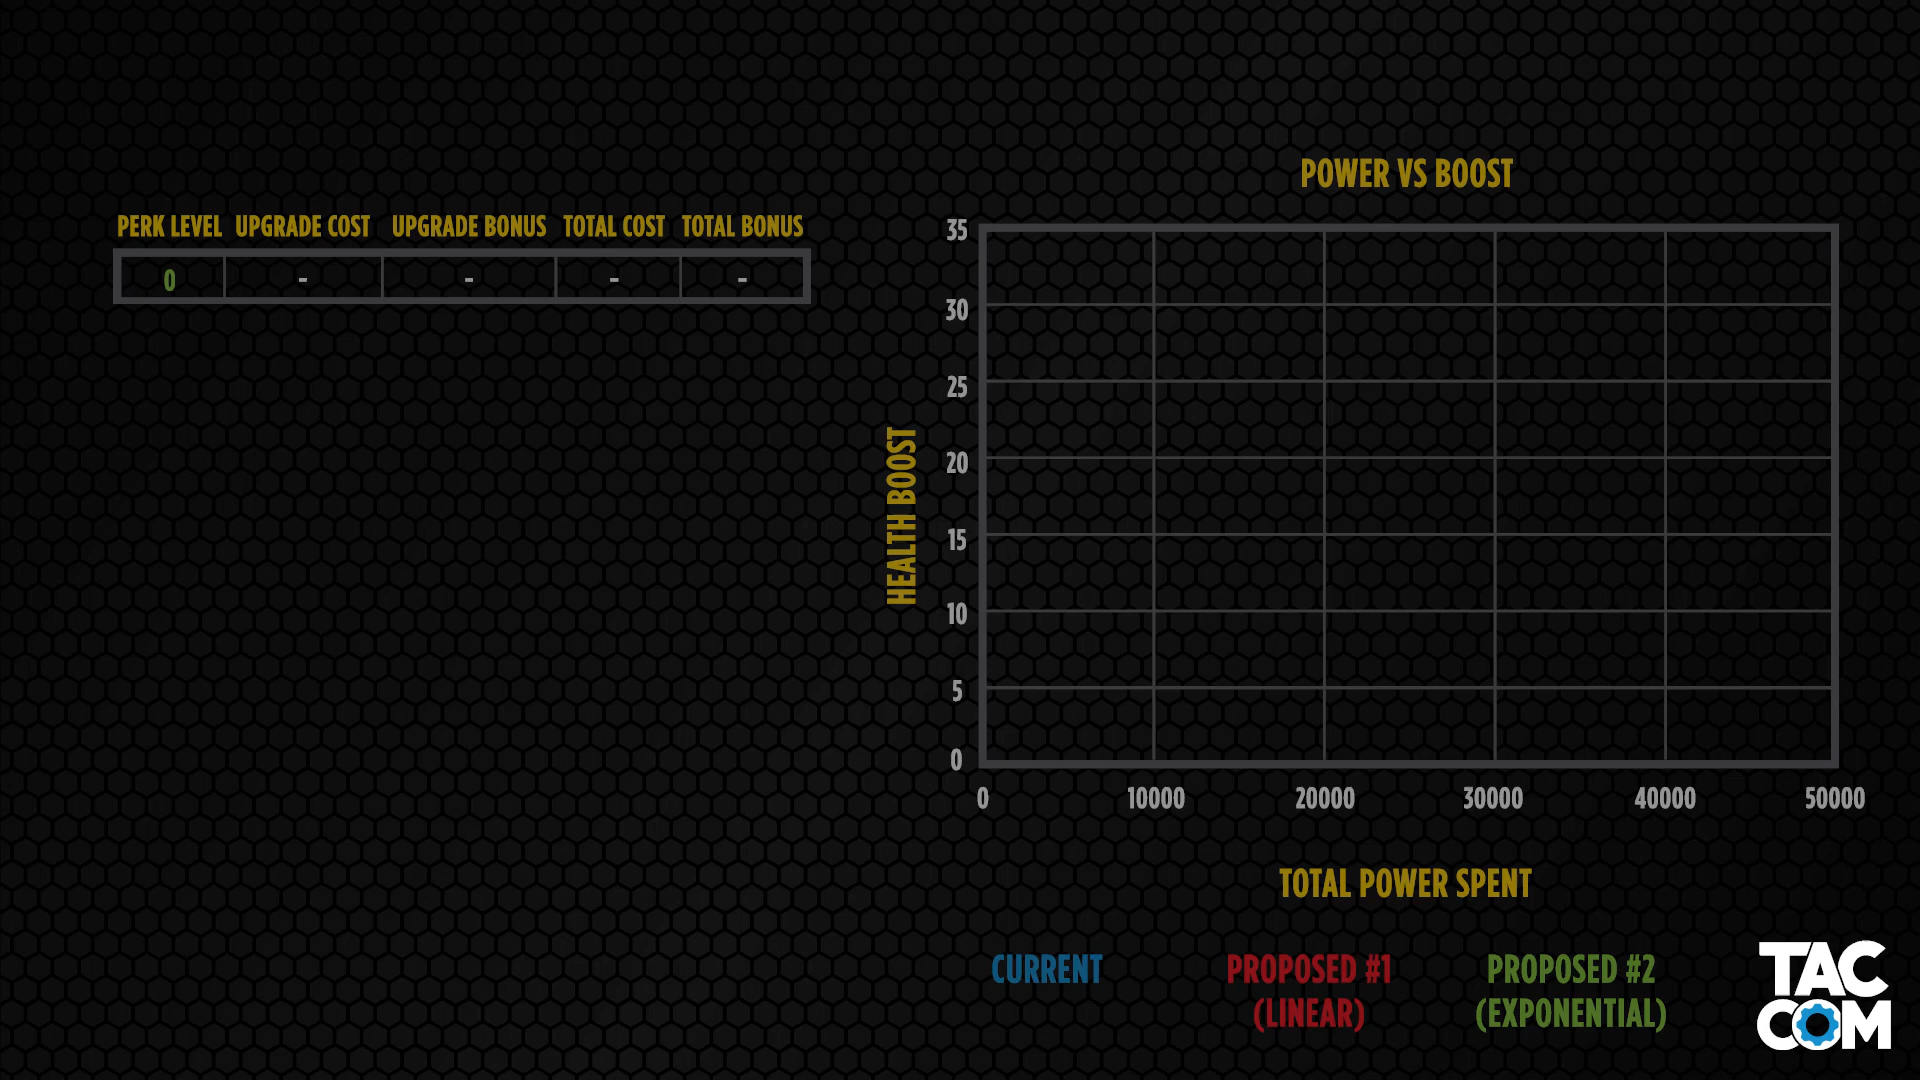 POWER VS BOOST
PERK LEVEL UPGRADE COST UPGRADE BONUS TOTAL COST TOTAL BONUS
0 - - - -
35
30
25
20
15
10
5
0
HEALTH BOOST
0 10000 20000 30000 40000 50000
TOTAL POWER SPENT
CURRENT
PROPOSED #1
(LINEAR)
PROPOSED #2
(EXPONENTIAL)
TAC
COM